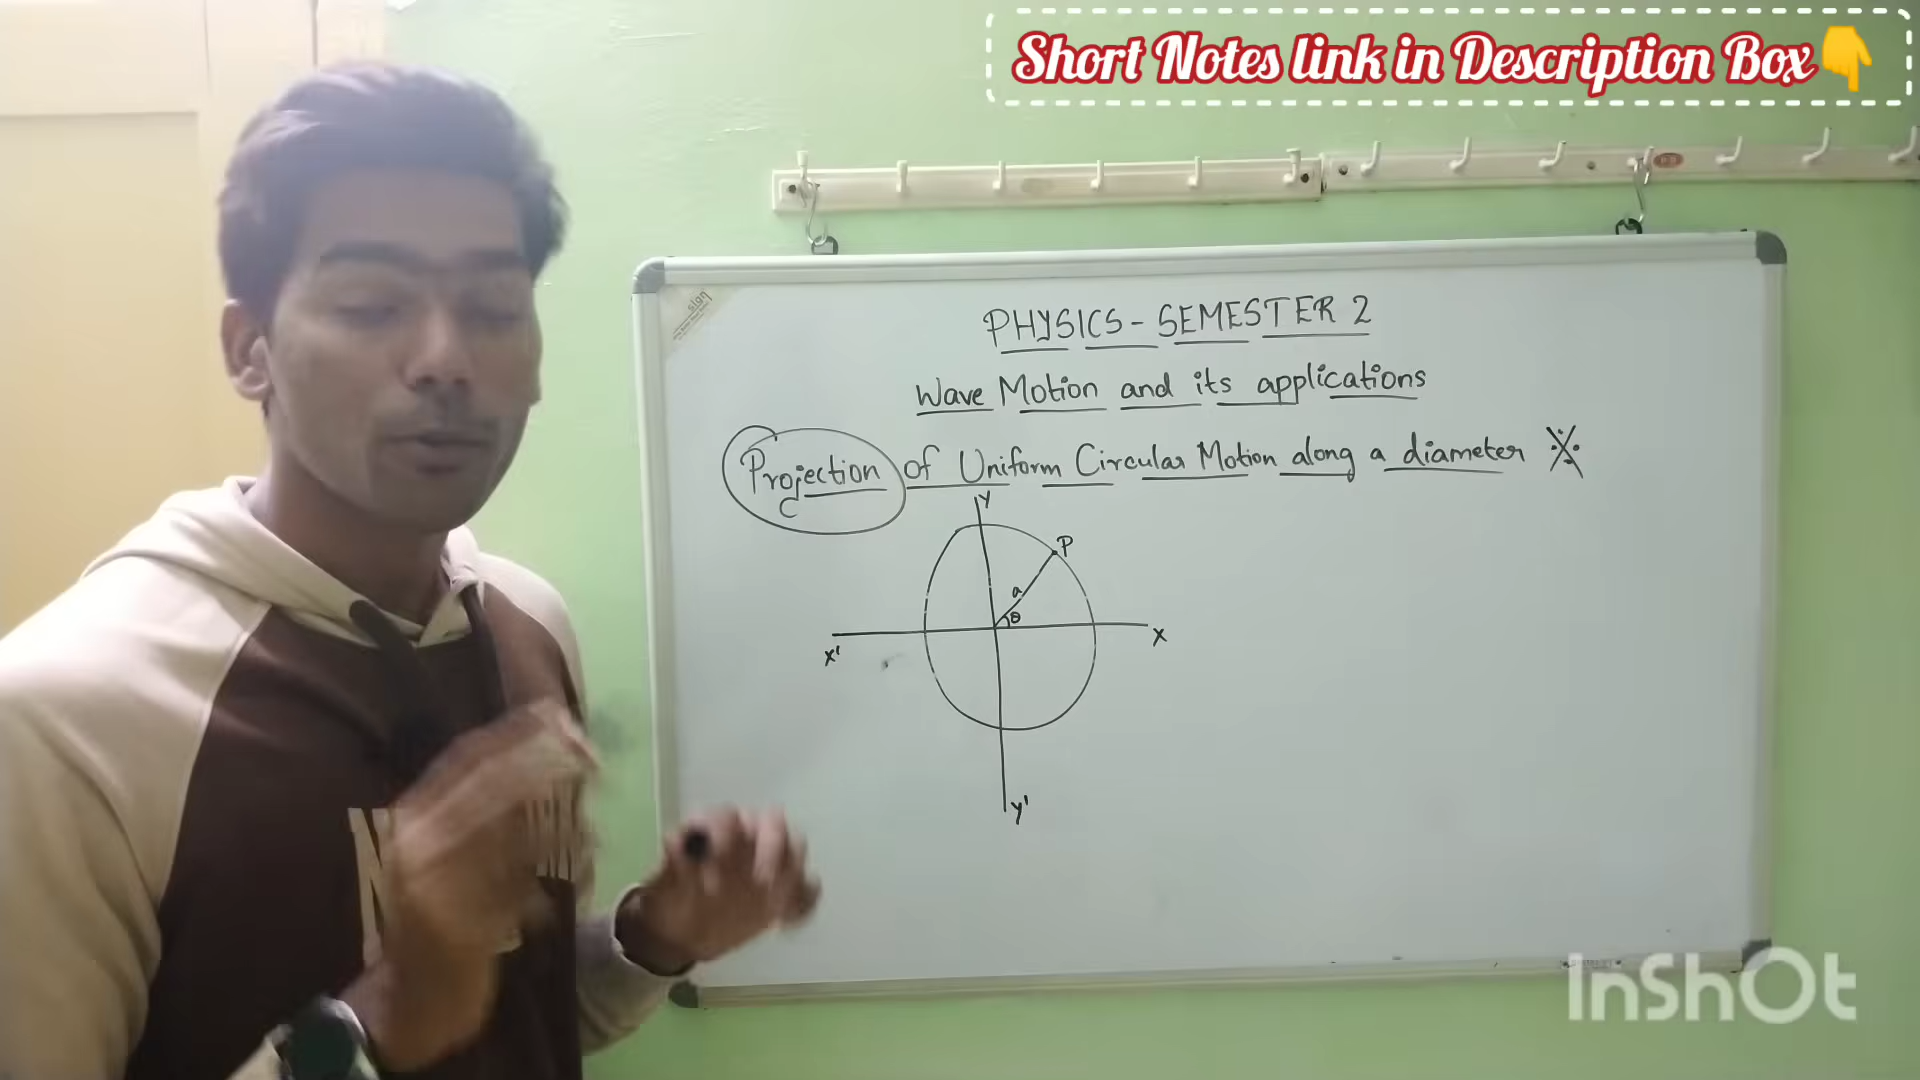 Short Notes link in Description Box👇
sign
PHYSICS - SEMESTER 2
Wave Motion and its applications
Projection of Uniform Circular Motion along a diameter
Y
P
a
θ
X' X
Y'
InShOt